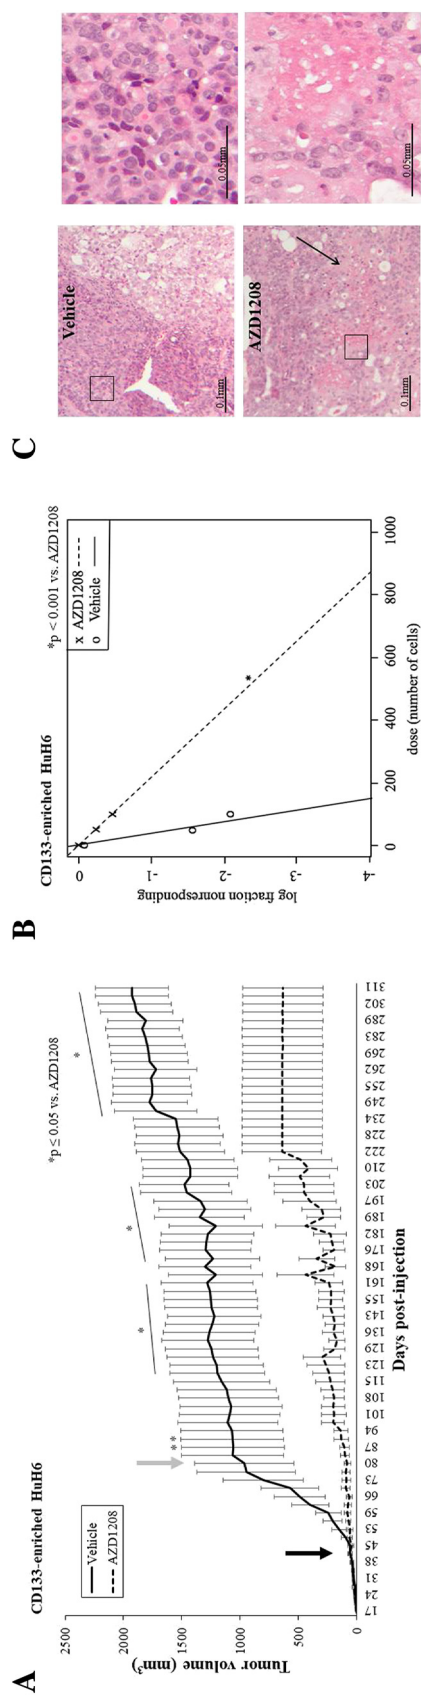 A
CD133-enriched HuH6
Vehicle
AZD1208
*p ≤ 0.05 vs. AZD1208
Tumor volume (mm³)
2500
2000
1500
1000
500
0
* *
*
*
*
17 24 31 38 45 53 59 66 73 80 87 94 101 108 115 123 129 136 143 155 161 168 176 182 189 197 203 210 222 228 234 249 255 262 269 283 289 302 311
Days post-injection
B
CD133-enriched HuH6
*p < 0.001 vs. AZD1208
x AZD1208
o Vehicle
log fraction nonresponding
0
-1
-2
-3
-4
*
0 200 400 600 800 1000
dose (number of cells)
C
Vehicle
0.1mm
0.05mm
AZD1208
0.1mm
0.05mm